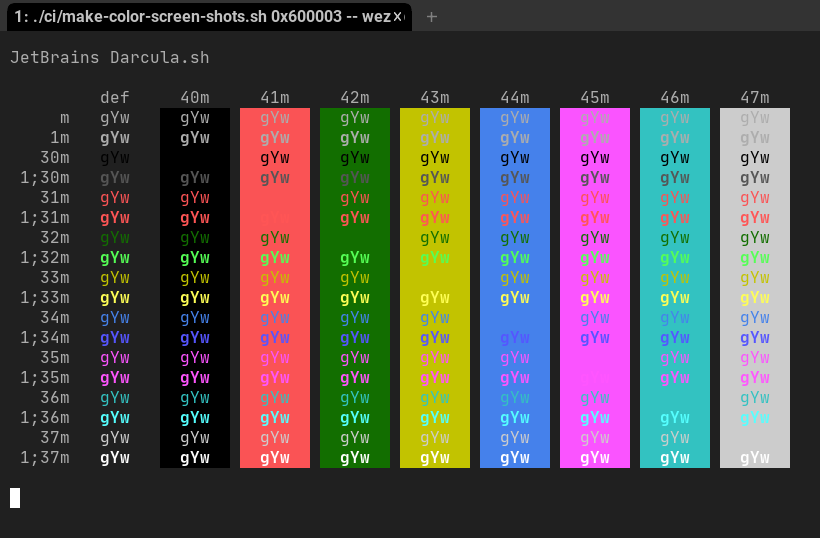 1: ./ci/make-color-screen-shots.sh 0x600003 -- wez× +
JetBrains Darcula.sh
def 40m 41m 42m 43m 44m 45m 46m 47m
m gYw gYw gYw gYw gYw gYw gYw gYw gYw
1m gYw gYw gYw gYw gYw gYw gYw gYw gYw
30m gYw gYw gYw gYw gYw gYw gYw gYw
1;30m gYw gYw gYw gYw gYw gYw gYw gYw gYw
31m gYw gYw gYw gYw gYw gYw gYw gYw
1;31m gYw gYw gYw gYw gYw gYw gYw gYw
32m gYw gYw gYw gYw gYw gYw gYw gYw
1;32m gYw gYw gYw gYw gYw gYw gYw gYw gYw
33m gYw gYw gYw gYw gYw gYw gYw gYw
1;33m gYw gYw gYw gYw gYw gYw gYw gYw gYw
34m gYw gYw gYw gYw gYw gYw gYw gYw
1;34m gYw gYw gYw gYw gYw gYw gYw gYw gYw
35m gYw gYw gYw gYw gYw gYw gYw gYw
1;35m gYw gYw gYw gYw gYw gYw gYw gYw
36m gYw gYw gYw gYw gYw gYw gYw gYw
1;36m gYw gYw gYw gYw gYw gYw gYw gYw gYw
37m gYw gYw gYw gYw gYw gYw gYw gYw
1;37m gYw gYw gYw gYw gYw gYw gYw gYw gYw